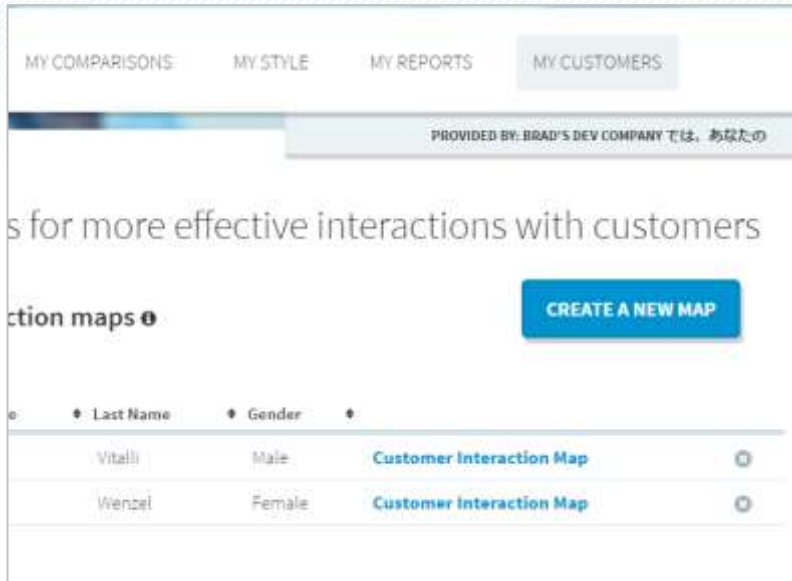 MY COMPARISONS MY STYLE MY REPORTS MY CUSTOMERS
PROVIDED BY: BRAD'S DEV COMPANY では、あなたの
s for more effective interactions with customers
ction maps
CREATE A NEW MAP
e Last Name Gender
Vitalli Male Customer Interaction Map
Wenzel Female Customer Interaction Map